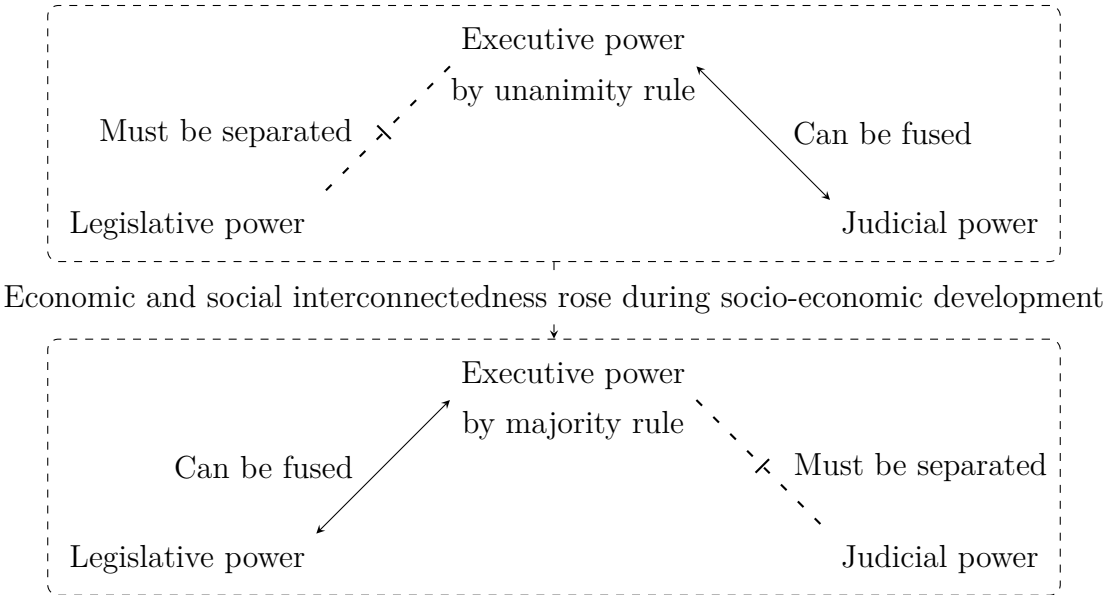 Executive power
by unanimity rule
Must be separated
Can be fused
Legislative power
Judicial power
Economic and social interconnectedness rose during socio-economic development
Executive power
by majority rule
Can be fused
Must be separated
Legislative power
Judicial power